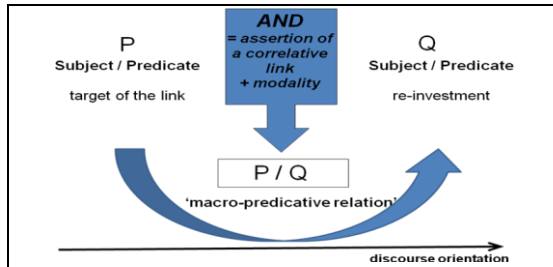 P
Subject / Predicate
target of the link
AND
= assertion of
a correlative
link
+ modality
Q
Subject / Predicate
re-investment
P / Q
'macro-predicative relation'
discourse orientation